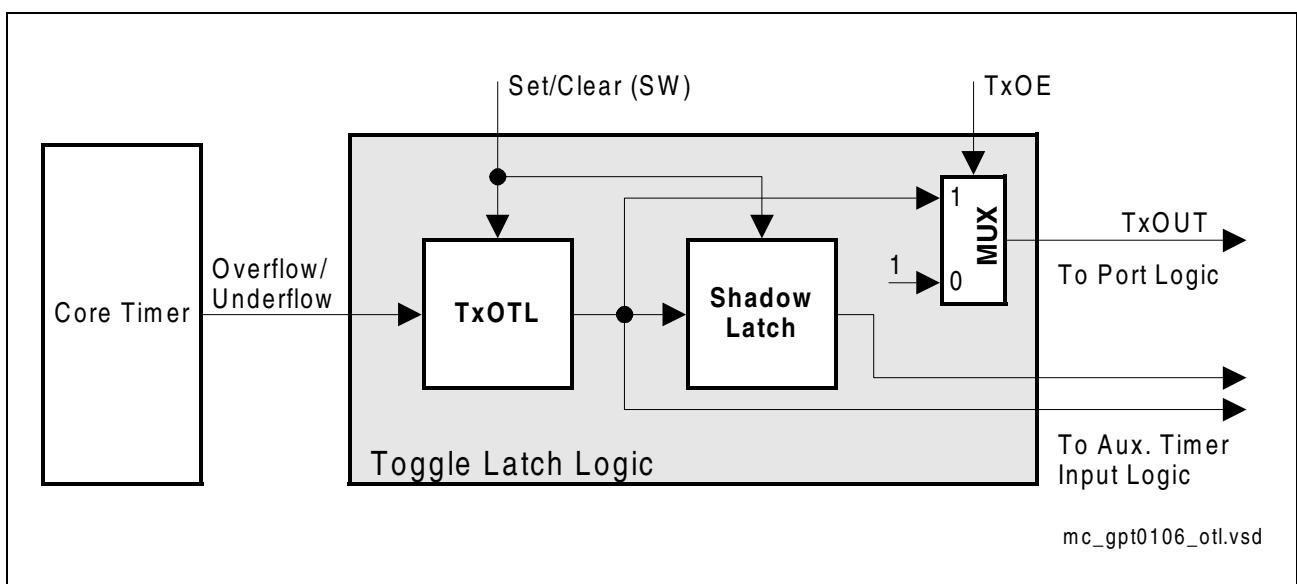 Set/Clear (SW)
TxOE
1
MUX
TxOUT
Overflow/
Underflow
Core Timer
TxOTL
Shadow
Latch
1
0
To Port Logic
Toggle Latch Logic
To Aux. Timer
Input Logic
mc_gpt0106_otl.vsd